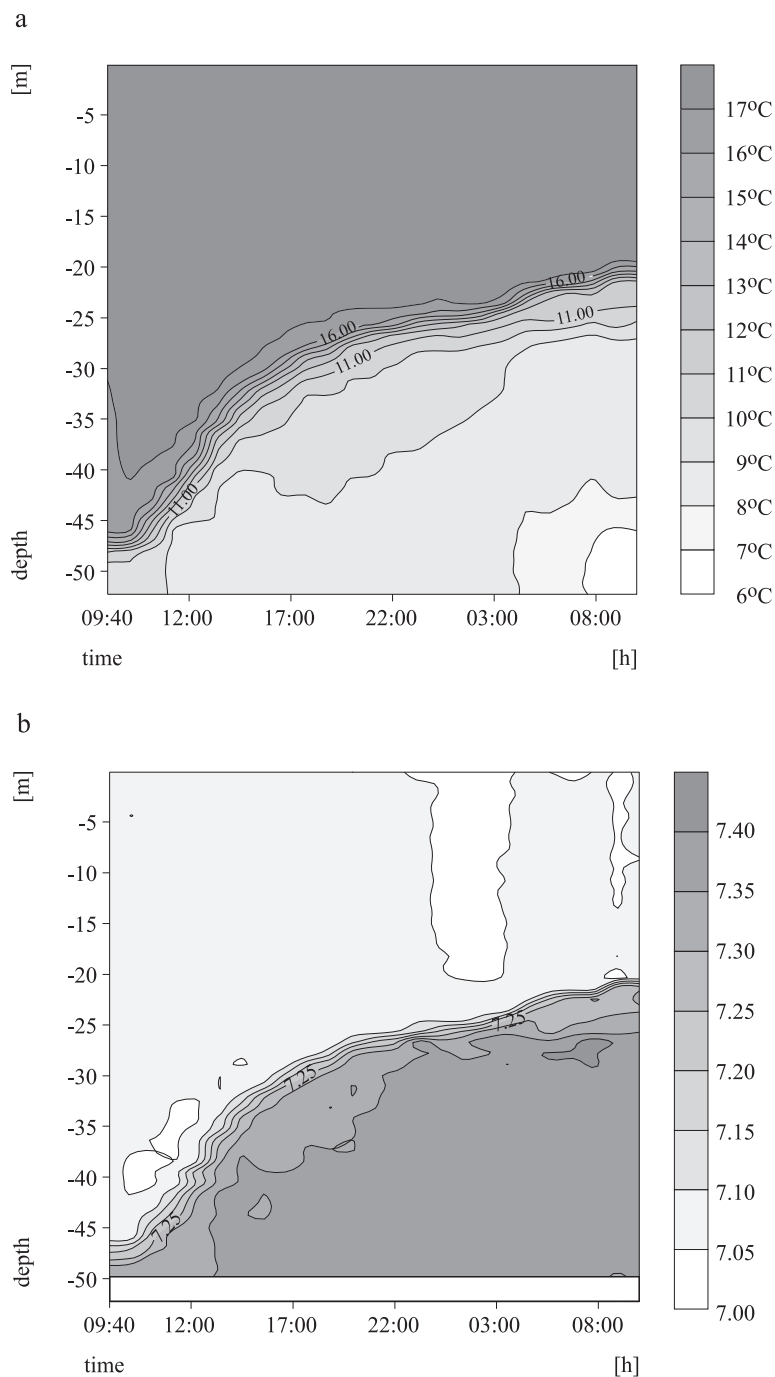 a
[m]
-5
-10
-15
-20
-25
-30
-35
-40
-45
-50
depth
16.00
16.00
11.00
11.00
11.00
17°C
16°C
15°C
14°C
13°C
12°C
11°C
10°C
9°C
8°C
7°C
6°C
09:40 12:00 17:00 22:00 03:00 08:00
time [h]
b
[m]
-5
-10
-15
-20
-25
-30
-35
-40
-45
-50
depth
7.25
7.25
7.25
7.40
7.35
7.30
7.25
7.20
7.15
7.10
7.05
7.00
09:40 12:00 17:00 22:00 03:00 08:00
time [h]